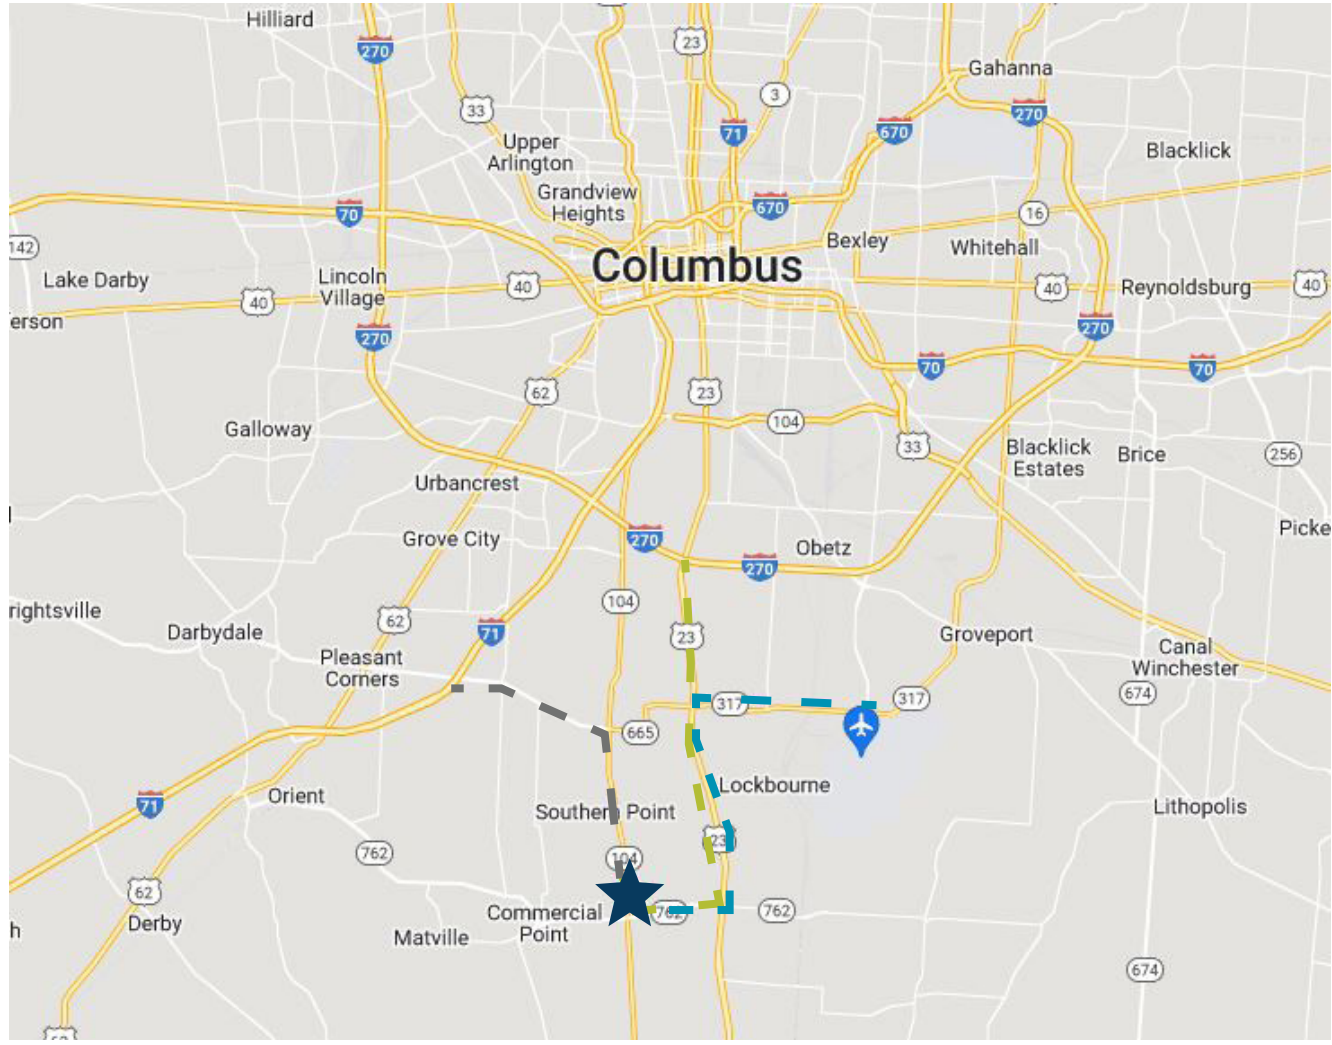 Hilliard
270
23
Gahanna
33
3
270
71
670
Upper
Arlington
Blacklick
Grandview
Heights
70
670
16
142
Bexley
Whitehall
Columbus
Lake Darby
Lincoln
Village
40
40
40
Reynoldsburg
40
erson
270
270
70
70
62
23
104
Galloway
33
Blacklick
Estates
Brice
256
Urbancrest
Picke
Grove City
270
Obetz
270
104
rightsville
62
Darbydale
71
23
Groveport
Pleasant
Corners
Canal
Winchester
317
317
674
665
Lockbourne
Orient
71
Southern Point
Lithopolis
23
762
104
62
Commercial
Point
762
762
Derby
h
Matville
674
62